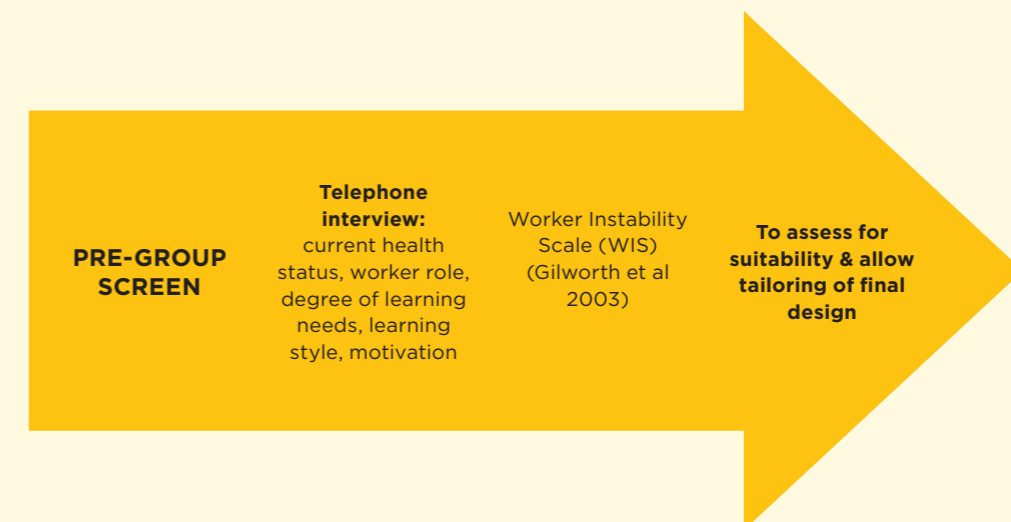 PRE-GROUP
SCREEN
Telephone
interview:
current health
status, worker role,
degree of learning
needs, learning
style, motivation
Worker Instability
Scale (WIS)
(Gilworth et al
2003)
To assess for
suitability & allow
tailoring of final
design